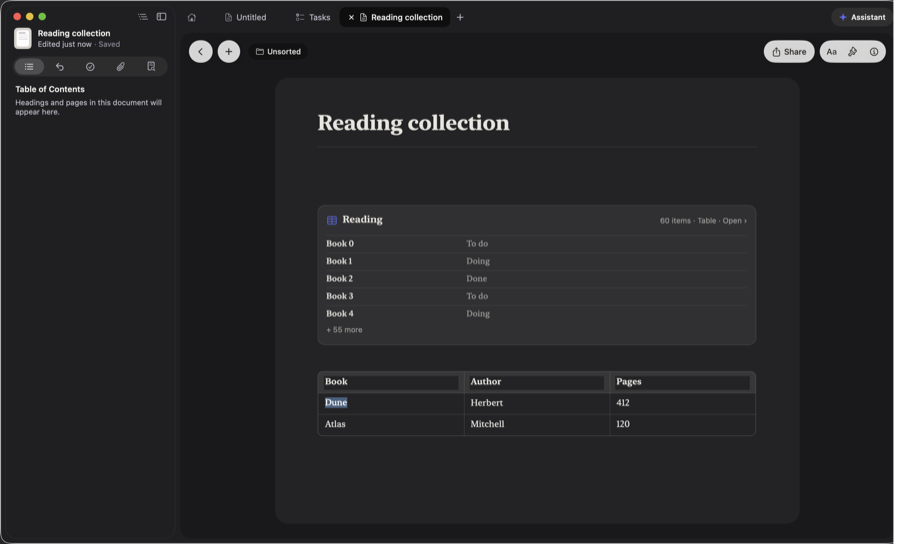 Untitled
Tasks
Reading collection
Assistant
Reading collection
Edited just now · Saved
Table of Contents
Headings and pages in this document will
appear here.
Unsorted
Share
Aa
Reading collection
Reading
60 items · Table · Open ›
Book 0 To do
Book 1 Doing
Book 2 Done
Book 3 To do
Book 4 Doing
+ 55 more
Book Author Pages
Dune Herbert 412
Atlas Mitchell 120